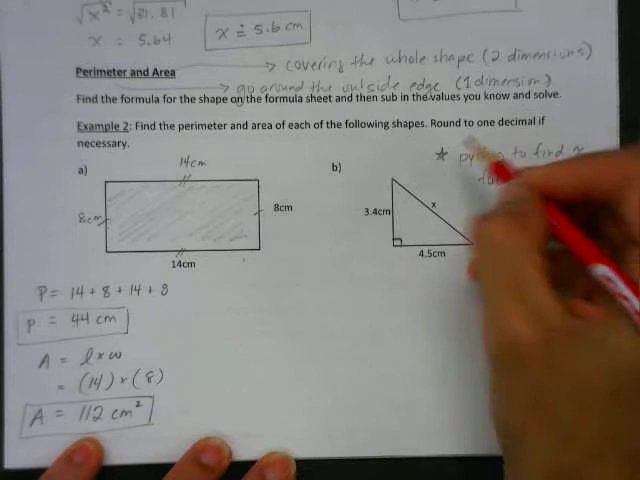 √x² = √31.81
x = 5.64
x ≐ 5.6 cm
→ covering the whole shape (2 dimensions)
Perimeter and Area
→ go around the outside edge (1 dimension)
Find the formula for the shape on the formula sheet and then sub in the values you know and solve.
Example 2: Find the perimeter and area of each of the following shapes. Round to one decimal if
necessary.
a)
14cm
8cm
8cm
14cm
P = 14 + 8 + 14 + 8
P = 44 cm
A = l x w
= (14) x (8)
A = 112 cm²
b)
* to find x
3.4cm
x
4.5cm